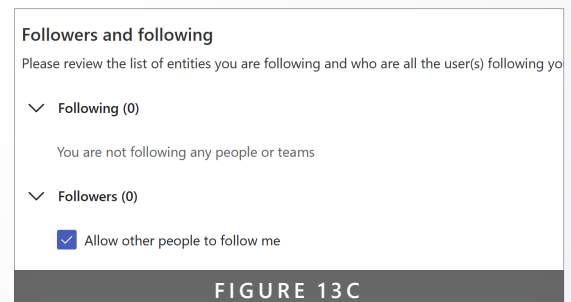 Followers and following
Please review the list of entities you are following and who are all the user(s) following yo
Following (0)
You are not following any people or teams
Followers (0)
Allow other people to follow me
FIGURE 13C